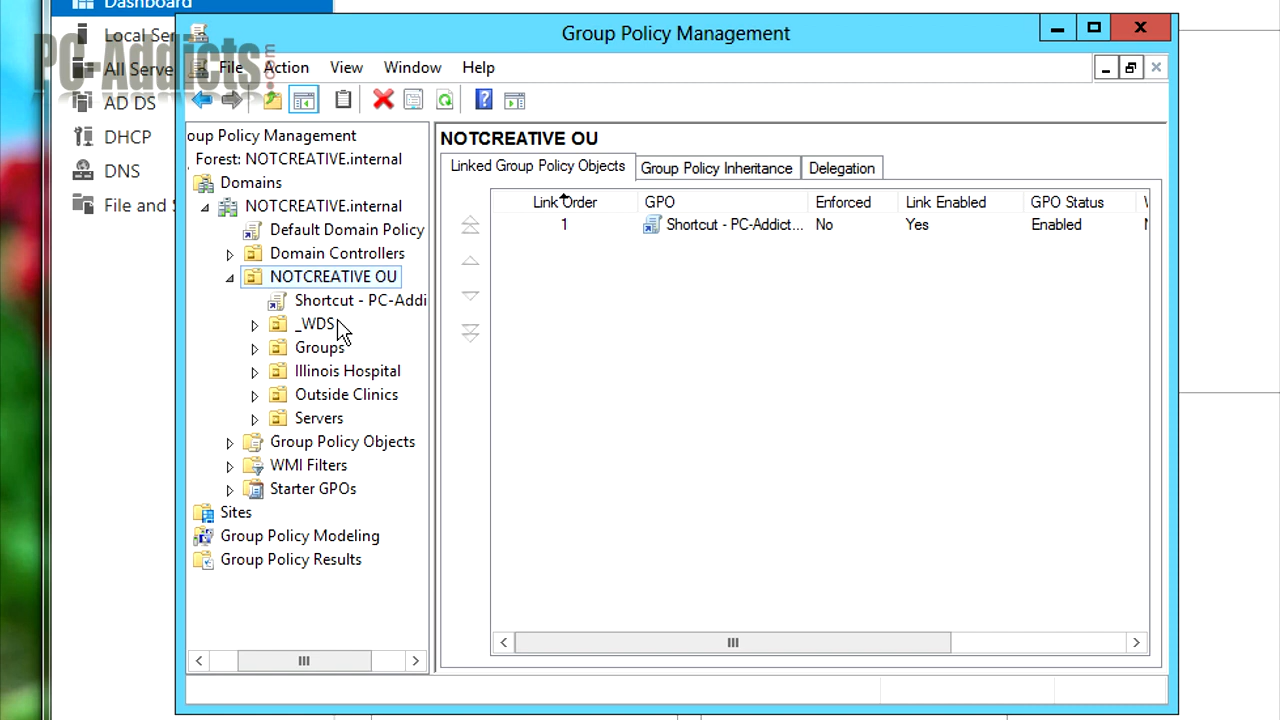 Dashboard
Local Ser
All Serve
AD DS
DHCP
DNS
File and S
PC-Addicts.com
Group Policy Management
File Action View Window Help
oup Policy Management
Forest: NOTCREATIVE.internal
Domains
NOTCREATIVE.internal
Default Domain Policy
Domain Controllers
NOTCREATIVE OU
Shortcut - PC-Addi
_WDS
Groups
Illinois Hospital
Outside Clinics
Servers
Group Policy Objects
WMI Filters
Starter GPOs
Sites
Group Policy Modeling
Group Policy Results
NOTCREATIVE OU
Linked Group Policy Objects Group Policy Inheritance Delegation
Link Order GPO Enforced Link Enabled GPO Status
1 Shortcut - PC-Addict... No Yes Enabled